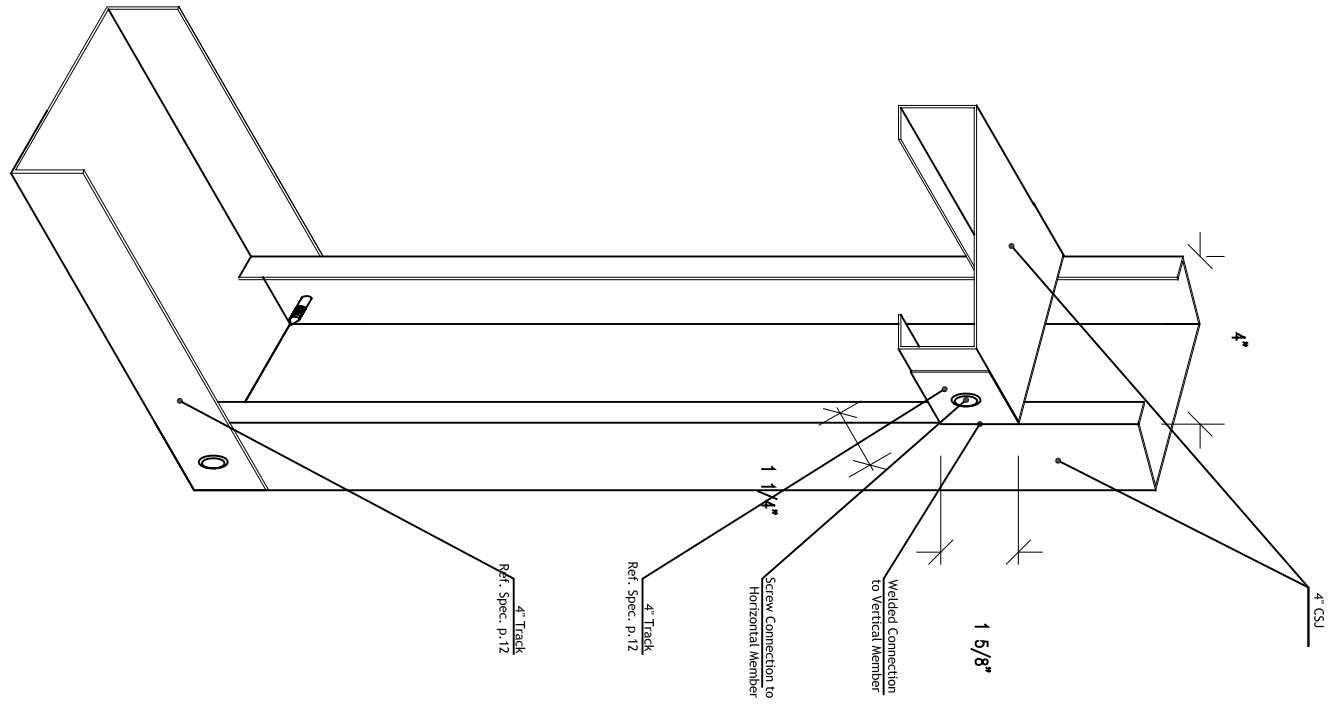 4" CSJ
4"
1 5/8"
Welded Connection
to Vertical Member
Screw Connection to
Horizontal Member
1 1/4"
4" Track
Ref. Spec. p.12
4" Track
Ref. Spec. p.12